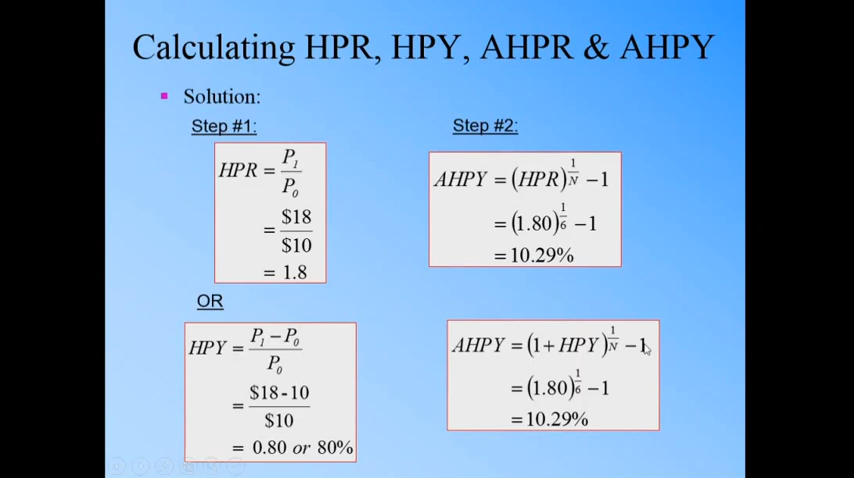 Calculating HPR, HPY, AHPR & AHPY
Solution:
Step #1:
HPR = P₁/P₀
= $18/$10
= 1.8
OR
HPY = (P₁ − P₀)/P₀
= ($18 - 10)/$10
= 0.80 or 80%
Step #2:
AHPY = (HPR)^(1/N) − 1
= (1.80)^(1/6) − 1
= 10.29%
AHPY = (1 + HPY)^(1/N) − 1
= (1.80)^(1/6) − 1
= 10.29%